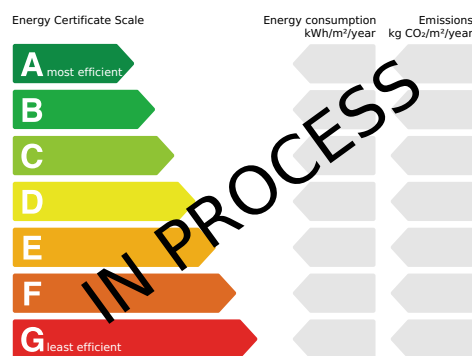 Energy Certificate Scale
Energy consumption
kWh/m²/year
Emissions
kg CO₂/m²/year
A most efficient
B
C
D
E
F
G least efficient
IN PROCESS